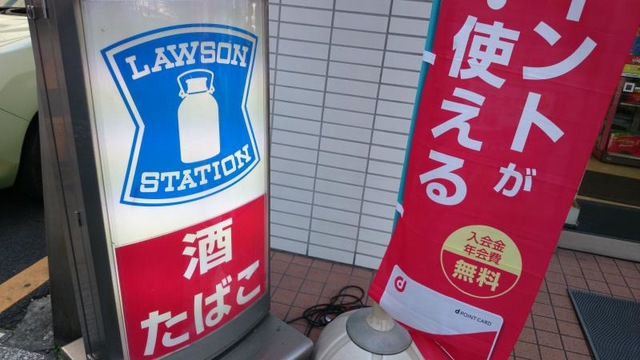 LAWSON
STATION
酒
たばこ
ントが
使える
入会金
年会費
無料
d
d POINT CARD